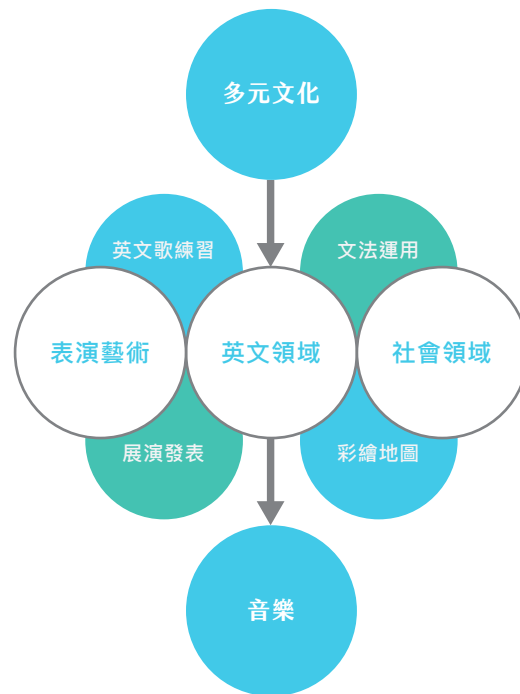 多元文化
英文歌練習
文法運用
表演藝術
英文領域
社會領域
展演發表
彩繪地圖
音樂